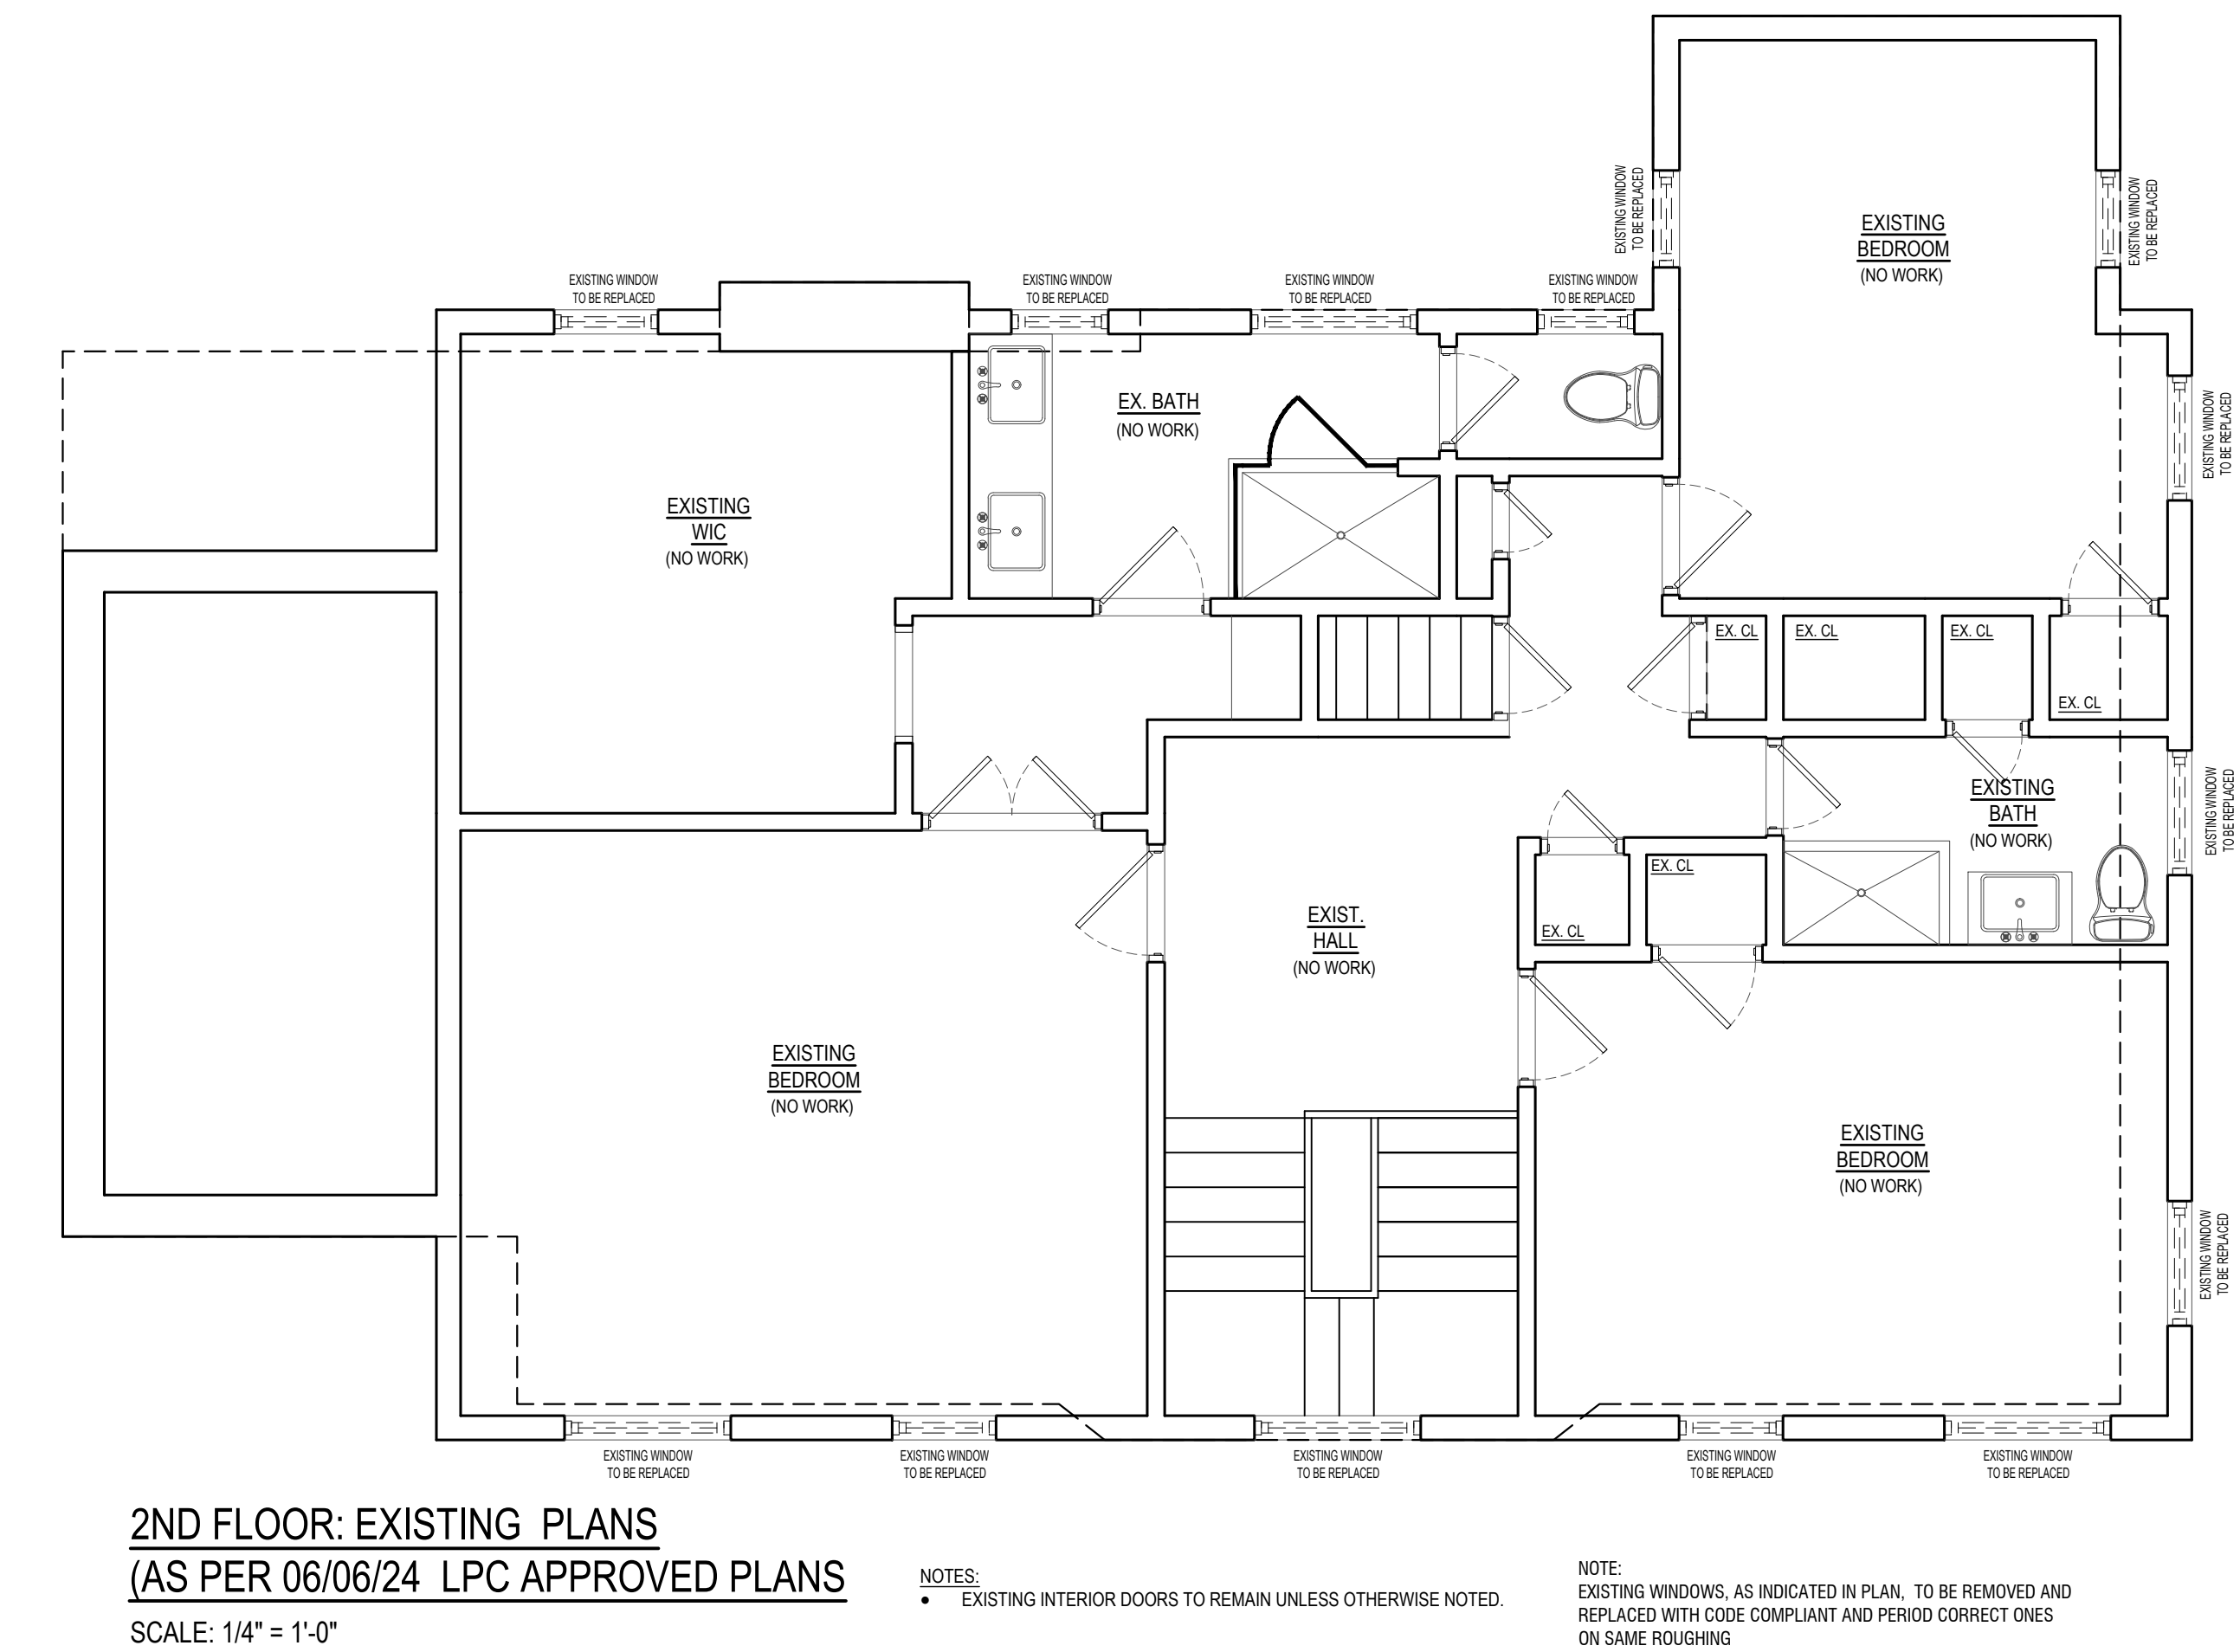 EXISTING WINDOW
TO BE REPLACED
EXISTING WINDOW
TO BE REPLACED
EXISTING
BEDROOM
(NO WORK)
EXISTING WINDOW
TO BE REPLACED
EXISTING WINDOW
TO BE REPLACED
EXISTING WINDOW
TO BE REPLACED
EXISTING WINDOW
TO BE REPLACED
EX. BATH
(NO WORK)
EXISTING WINDOW
TO BE REPLACED
EXISTING
WIC
(NO WORK)
EX. CL
EX. CL
EX. CL
EX. CL
EXISTING
BATH
(NO WORK)
EXISTING WINDOW
TO BE REPLACED
EX. CL
EX. CL
EXIST.
HALL
(NO WORK)
EXISTING
BEDROOM
(NO WORK)
EXISTING
BEDROOM
(NO WORK)
EXISTING WINDOW
TO BE REPLACED
EXISTING WINDOW
TO BE REPLACED
EXISTING WINDOW
TO BE REPLACED
EXISTING WINDOW
TO BE REPLACED
EXISTING WINDOW
TO BE REPLACED
EXISTING WINDOW
TO BE REPLACED
2ND FLOOR: EXISTING PLANS
(AS PER 06/06/24 LPC APPROVED PLANS
SCALE: 1/4" = 1'-0"
NOTES:
• EXISTING INTERIOR DOORS TO REMAIN UNLESS OTHERWISE NOTED.
NOTE:
EXISTING WINDOWS, AS INDICATED IN PLAN, TO BE REMOVED AND
REPLACED WITH CODE COMPLIANT AND PERIOD CORRECT ONES
ON SAME ROUGHING